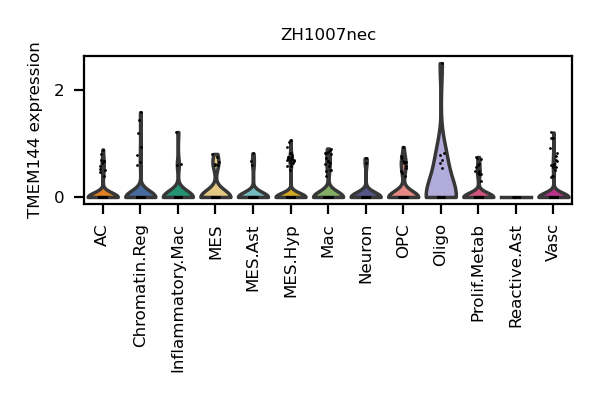 ZH1007nec
TMEM144 expression
2
0
AC
Chromatin.Reg
Inflammatory.Mac
MES
MES.Ast
MES.Hyp
Mac
Neuron
OPC
Oligo
Prolif.Metab
Reactive.Ast
Vasc